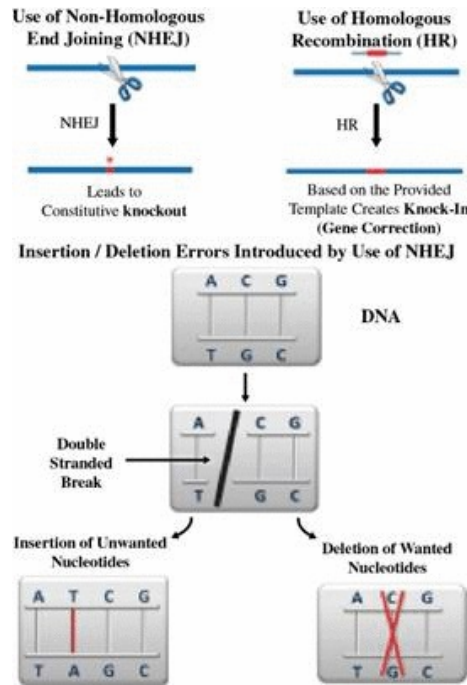 Use of Non-Homologous
End Joining (NHEJ)
NHEJ
*
Leads to
Constitutive knockout
Use of Homologous
Recombination (HR)
HR
Based on the Provided
Template Creates Knock-In
(Gene Correction)
Insertion / Deletion Errors Introduced by Use of NHEJ
A C G
T G C
DNA
A C G
T G C
Double
Stranded
Break
Insertion of Unwanted
Nucleotides
A T C G
T A G C
Deletion of Wanted
Nucleotides
A C G
T G C